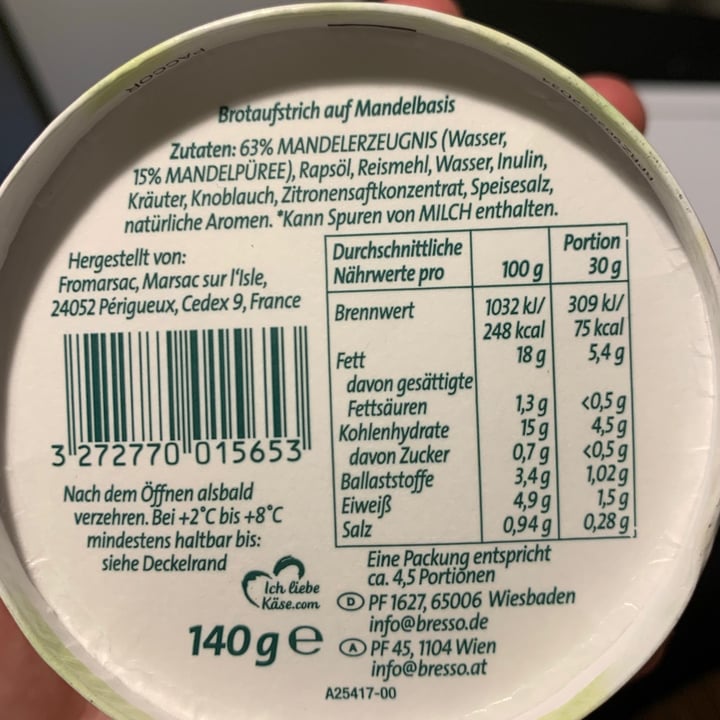 PACCOR
Brotaufstrich auf Mandelbasis
Zutaten: 63% MANDELERZEUGNIS (Wasser,
15% MANDELPÜREE), Rapsöl, Reismehl, Wasser, Inulin,
Kräuter, Knoblauch, Zitronensaftkonzentrat, Speisesalz,
natürliche Aromen. *Kann Spuren von MILCH enthalten.
Hergestellt von:
Fromarsac, Marsac sur l'Isle,
24052 Périgueux, Cedex 9, France
3 272770 015653
Nach dem Öffnen alsbald
verzehren. Bei +2°C bis +8°C
mindestens haltbar bis:
siehe Deckelrand
Durchschnittliche Nährwerte pro 100 g Portion 30 g
Brennwert 1032 kJ/ 309 kJ/
248 kcal 75 kcal
Fett 18 g 5,4 g
davon gesättigte
Fettsäuren 1,3 g <0,5 g
Kohlenhydrate 15 g 4,5 g
davon Zucker 0,7 g <0,5 g
Ballaststoffe 3,4 g 1,02 g
Eiweiß 4,9 g 1,5 g
Salz 0,94 g 0,28 g
Eine Packung entspricht
ca. 4,5 Portionen
Ich liebe
Käse.com
140 g e
D PF 1627, 65006 Wiesbaden
info@bresso.de
A PF 45, 1104 Wien
info@bresso.at
A25417-00